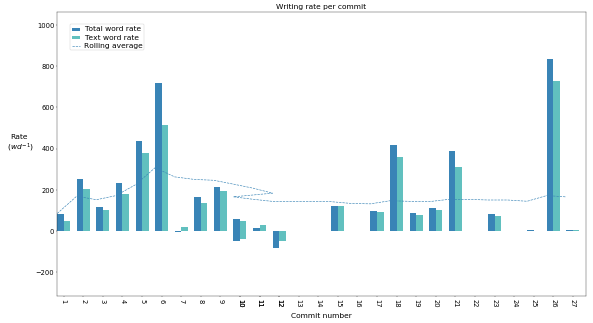 Writing rate per commit
Total word rate
Text word rate
Rolling average
1000
800
600
400
200
0
−200
Rate
(wd⁻¹)
1 2 3 4 5 6 7 8 9 10 11 12 13 14 15 16 17 18 19 20 21 22 23 24 25 26 27
Commit number